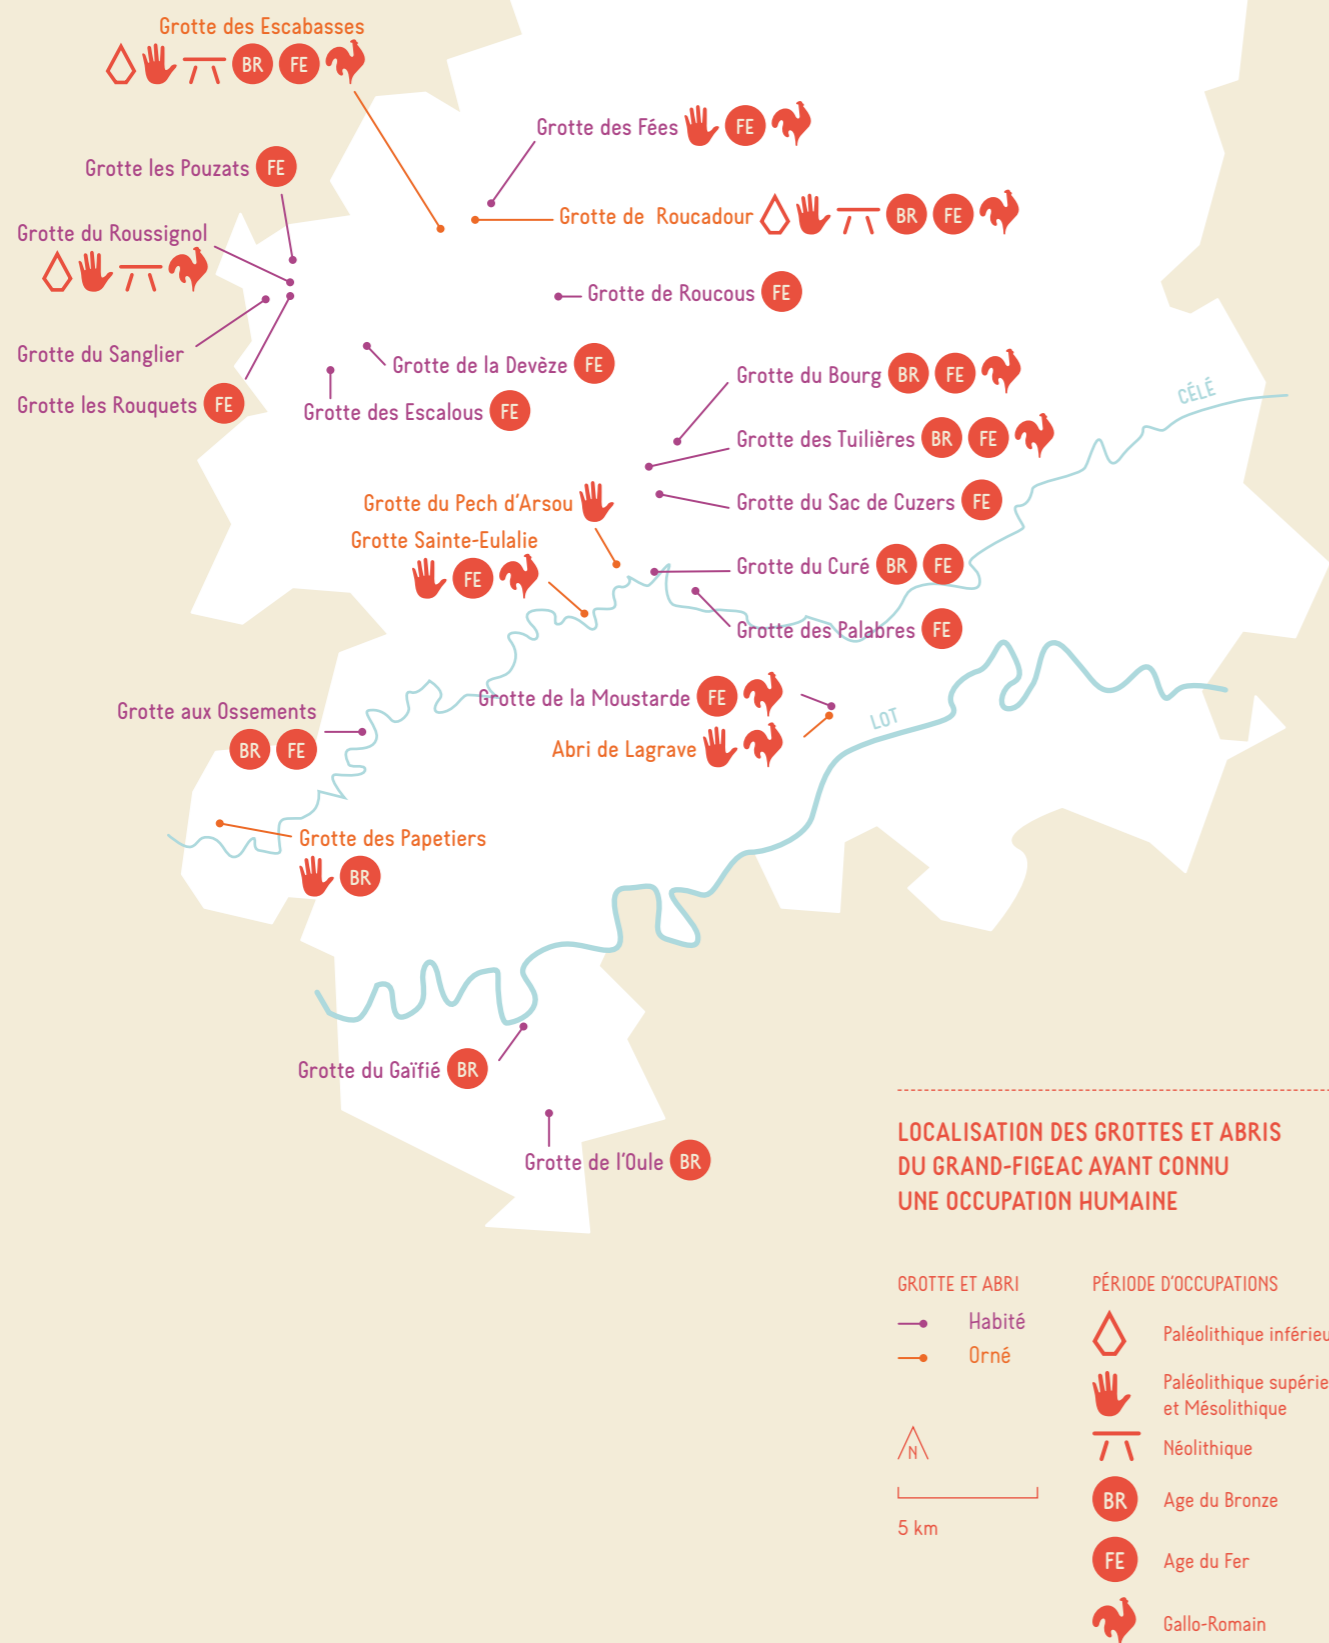 Grotte des Escabasses
BR FE
Grotte des Fées FE
Grotte les Pouzats FE
Grotte de Roucadour BR FE
Grotte du Roussignol
Grotte de Roucous FE
Grotte du Sanglier
Grotte de la Devèze FE
Grotte les Rouquets FE
Grotte des Escalous FE
Grotte du Bourg BR FE
CÉLÉ
Grotte des Tuilières BR FE
Grotte du Pech d'Arsou
Grotte du Sac de Cuzers FE
Grotte Sainte-Eulalie
FE
Grotte du Curé BR FE
Grotte des Palabres FE
Grotte de la Moustarde FE
Grotte aux Ossements
BR FE
LOT
Abri de Lagrave
Grotte des Papetiers
BR
Grotte du Gaïfié BR
Grotte de l'Oule BR
LOCALISATION DES GROTTES ET ABRIS
DU GRAND-FIGEAC AYANT CONNU
UNE OCCUPATION HUMAINE
GROTTE ET ABRI
Habité
Orné
N
5 km
PÉRIODE D'OCCUPATIONS
Paléolithique inférieu
Paléolithique supérie
et Mésolithique
Néolithique
BR Age du Bronze
FE Age du Fer
Gallo-Romain